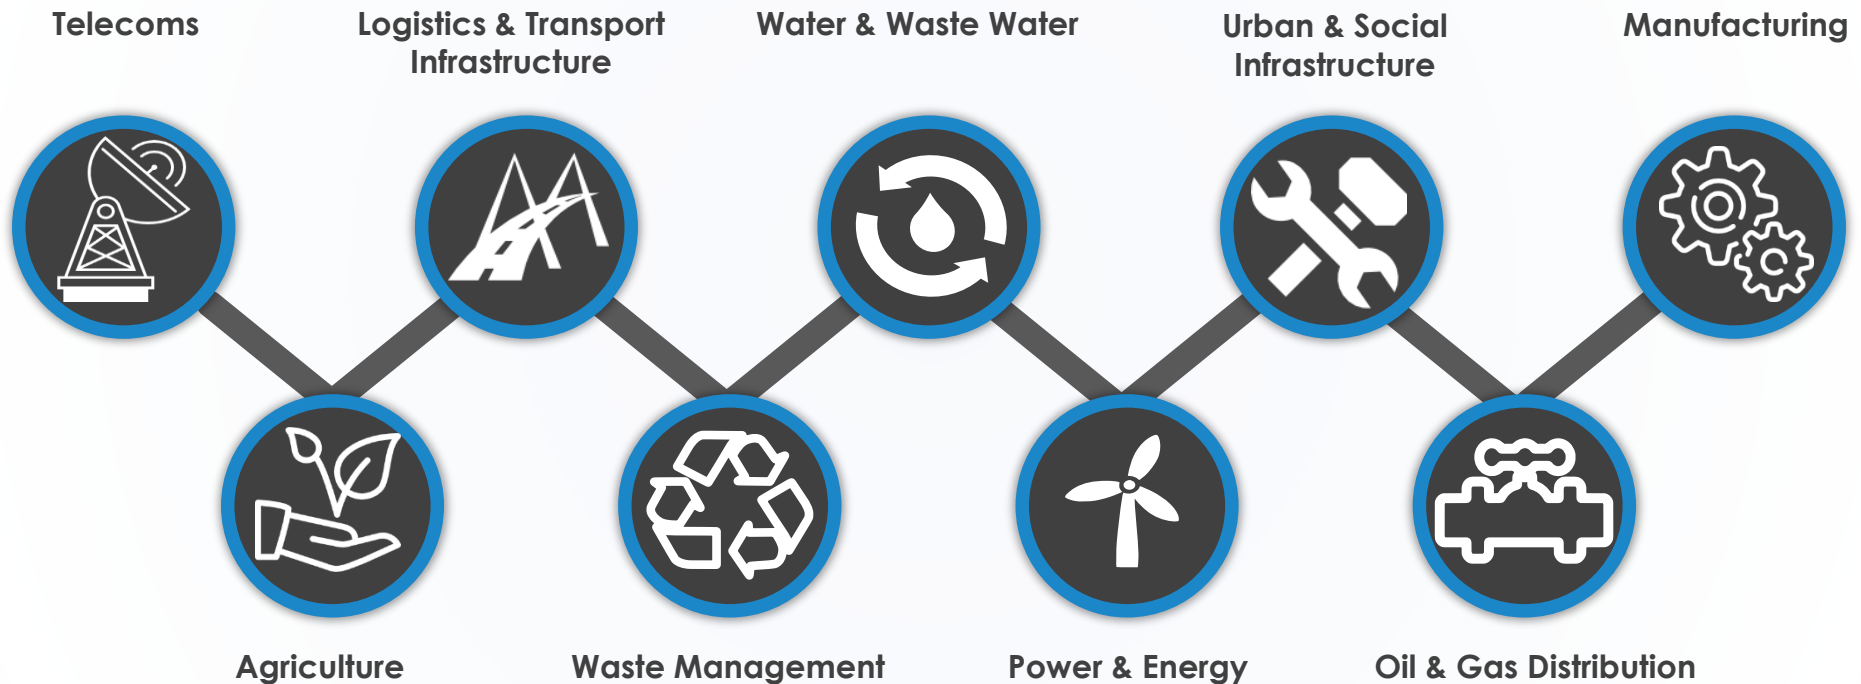 Telecoms
Logistics & Transport
Infrastructure
Water & Waste Water
Urban & Social
Infrastructure
Manufacturing
Agriculture
Waste Management
Power & Energy
Oil & Gas Distribution